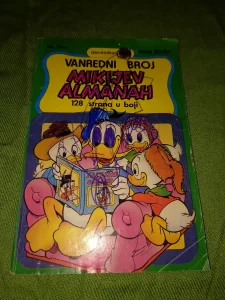 VANREDNI BROJ
MIKIJEV
ALMANAH
128 strana u boji